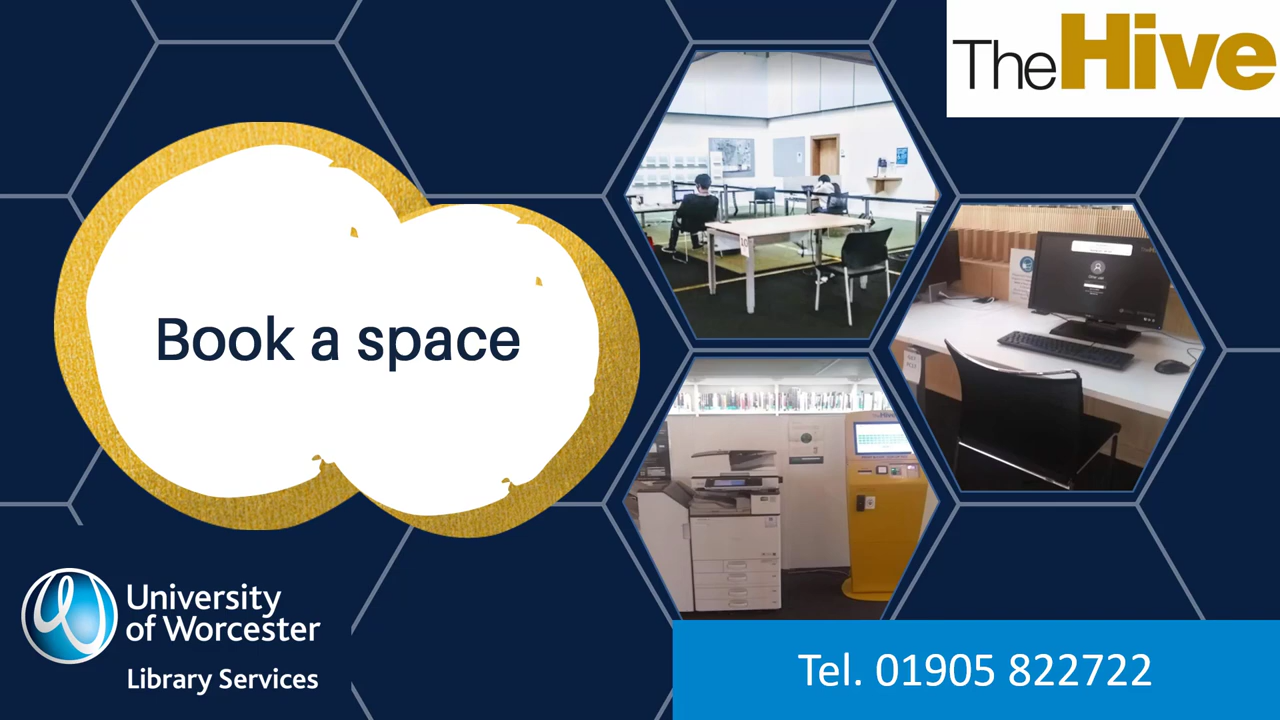 TheHive
Book a space
University
of Worcester
Library Services
Tel. 01905 822722